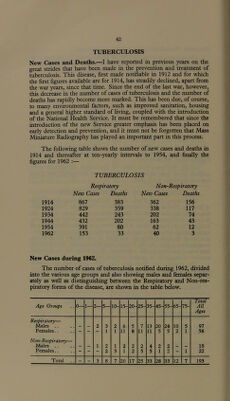 42
TUBERCULOSIS
New Cases and Deaths.—I have reported in previous years on the
great strides that have been made in the prevention and treatment of
tuberculosis. This disease, first made notifiable in 1912 and for which
the first figures available are for 1914, has steadily declined, apart from
the war years, since that time. Since the end of the last war, however,
this decrease in the number of cases of tuberculosis and the number of
deaths has rapidly become more marked. This has been due, of course,
to many environmental factors, such as improved sanitation, housing
and a general higher standard of living, coupled with the introduction
of the National Health Service. It must be remembered that since the
introduction of the new Service greater emphasis has been placed on
early detection and prevention, and it must not be forgotten that Mass
Miniature Radiography has played an important part in this process.
The following table shows the number of new cases and deaths in
1914 and thereafter at ten-yearly intervals to 1954, and finally the
figures for 1962 :—
TUBERCULOSIS
Respiratory Non-Respiratory
New Cases Deaths New Cases Deaths
1914 867 383 362 156
1924 829 359 338 117
1934 442 243 202 74
1944 432 202 163 43
1954 391 80 62 12
1962 153 33 40 3
New Cases during 1962.
The number of cases of tuberculosis notified during 1962, divided
into the various age groups and also showing males and females separ-
ately as well as distinguishing between the Respiratory and Non-res-
piratory forms of the disease, are shown in the table below.
Age Groups Total All Ages
Respiratory—
Males 97
Females 56
Non-Respiratory—
Males 18
Females 22
Total 193